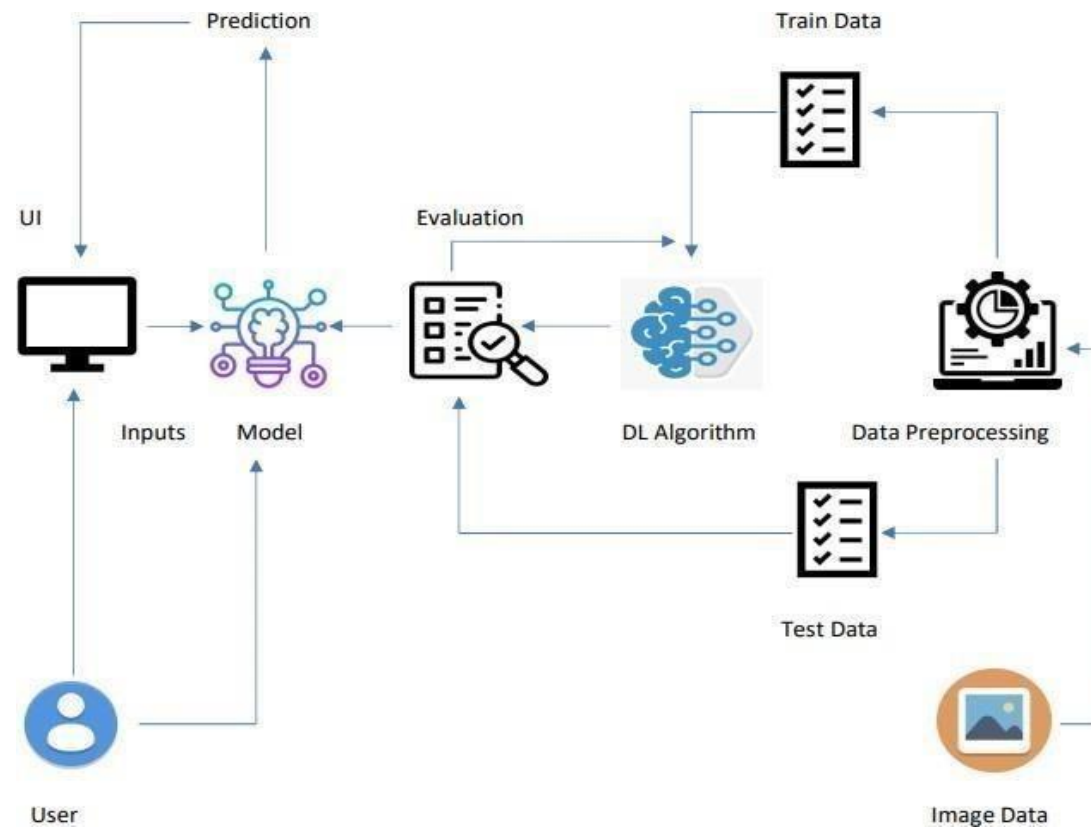 Prediction
Train Data
UI
Evaluation
Inputs
Model
DL Algorithm
Data Preprocessing
Test Data
User
Image Data